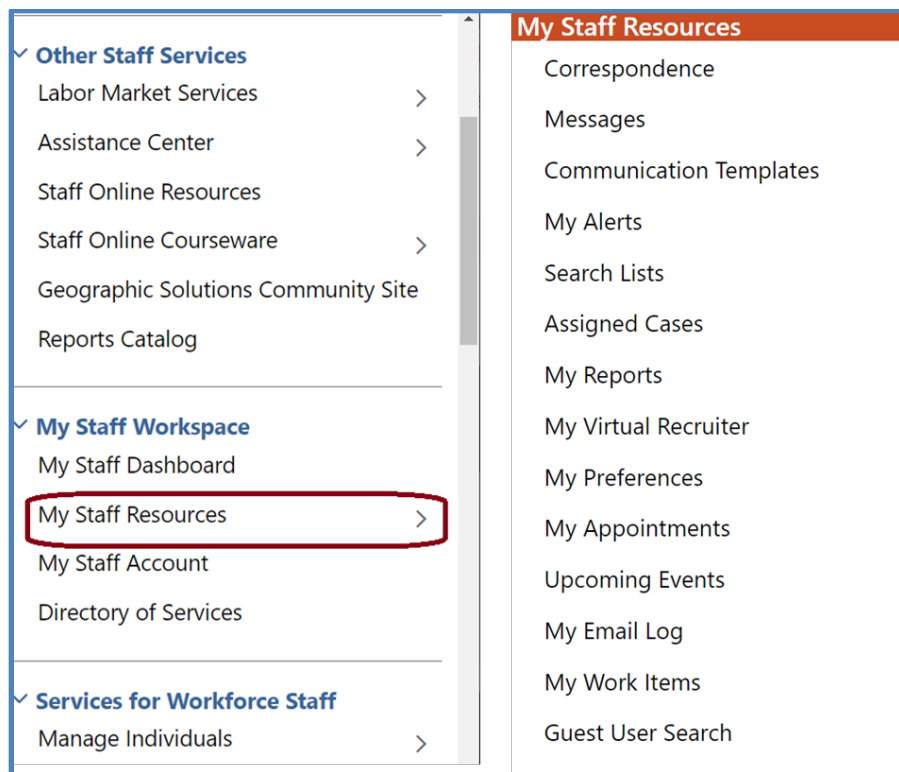 Other Staff Services
Labor Market Services
Assistance Center
Staff Online Resources
Staff Online Courseware
Geographic Solutions Community Site
Reports Catalog
My Staff Workspace
My Staff Dashboard
My Staff Resources
My Staff Account
Directory of Services
Services for Workforce Staff
Manage Individuals
My Staff Resources
Correspondence
Messages
Communication Templates
My Alerts
Search Lists
Assigned Cases
My Reports
My Virtual Recruiter
My Preferences
My Appointments
Upcoming Events
My Email Log
My Work Items
Guest User Search